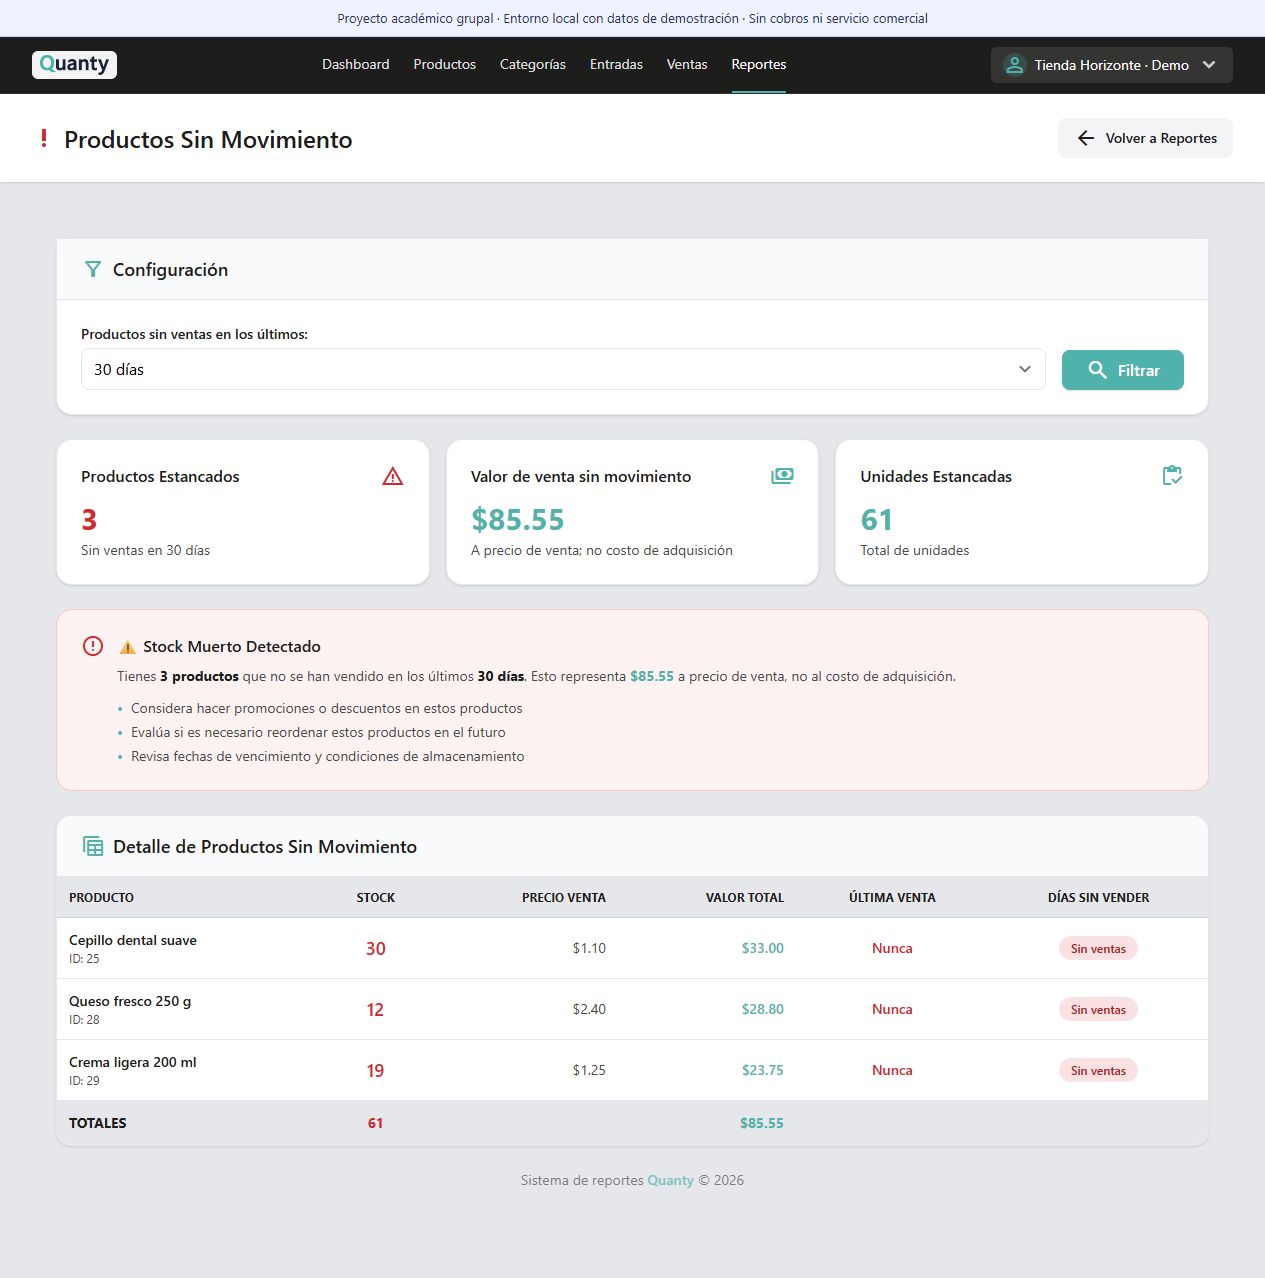 Proyecto académico grupal · Entorno local con datos de demostración · Sin cobros ni servicio comercial
Quanty
Dashboard Productos Categorías Entradas Ventas Reportes
Tienda Horizonte · Demo
Productos Sin Movimiento
Volver a Reportes
Configuración
Productos sin ventas en los últimos:
30 días
Filtrar
Productos Estancados
3
Sin ventas en 30 días
Valor de venta sin movimiento
$85.55
A precio de venta; no costo de adquisición
Unidades Estancadas
61
Total de unidades
Stock Muerto Detectado
Tienes 3 productos que no se han vendido en los últimos 30 días. Esto representa $85.55 a precio de venta, no al costo de adquisición.
• Considera hacer promociones o descuentos en estos productos
• Evalúa si es necesario reordenar estos productos en el futuro
• Revisa fechas de vencimiento y condiciones de almacenamiento
Detalle de Productos Sin Movimiento
PRODUCTO STOCK PRECIO VENTA VALOR TOTAL ÚLTIMA VENTA DÍAS SIN VENDER
Cepillo dental suave 30 $1.10 $33.00 Nunca Sin ventas
ID: 25
Queso fresco 250 g 12 $2.40 $28.80 Nunca Sin ventas
ID: 28
Crema ligera 200 ml 19 $1.25 $23.75 Nunca Sin ventas
ID: 29
TOTALES 61 $85.55
Sistema de reportes Quanty © 2026